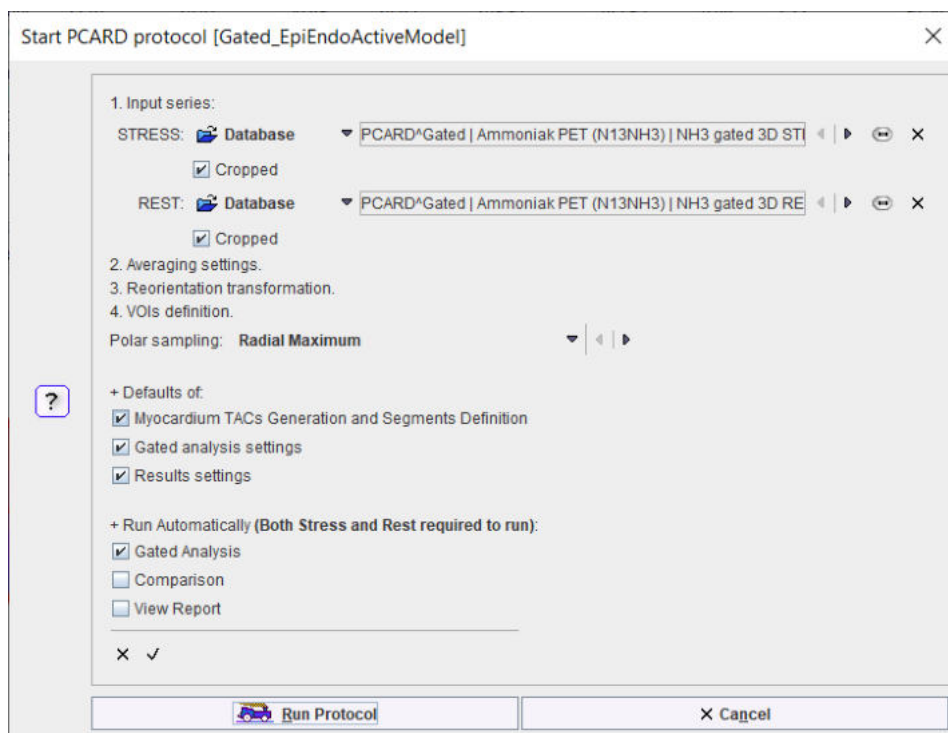 Start PCARD protocol [Gated_EpiEndoActiveModel]
1. Input series:
STRESS: Database PCARD^Gated | Ammoniak PET (N13NH3) | NH3 gated 3D STI
Cropped
REST: Database PCARD^Gated | Ammoniak PET (N13NH3) | NH3 gated 3D RE
Cropped
2. Averaging settings.
3. Reorientation transformation.
4. VOIs definition.
Polar sampling: Radial Maximum
?
+ Defaults of:
Myocardium TACs Generation and Segments Definition
Gated analysis settings
Results settings
+ Run Automatically (Both Stress and Rest required to run):
Gated Analysis
Comparison
View Report
Run Protocol
Cancel